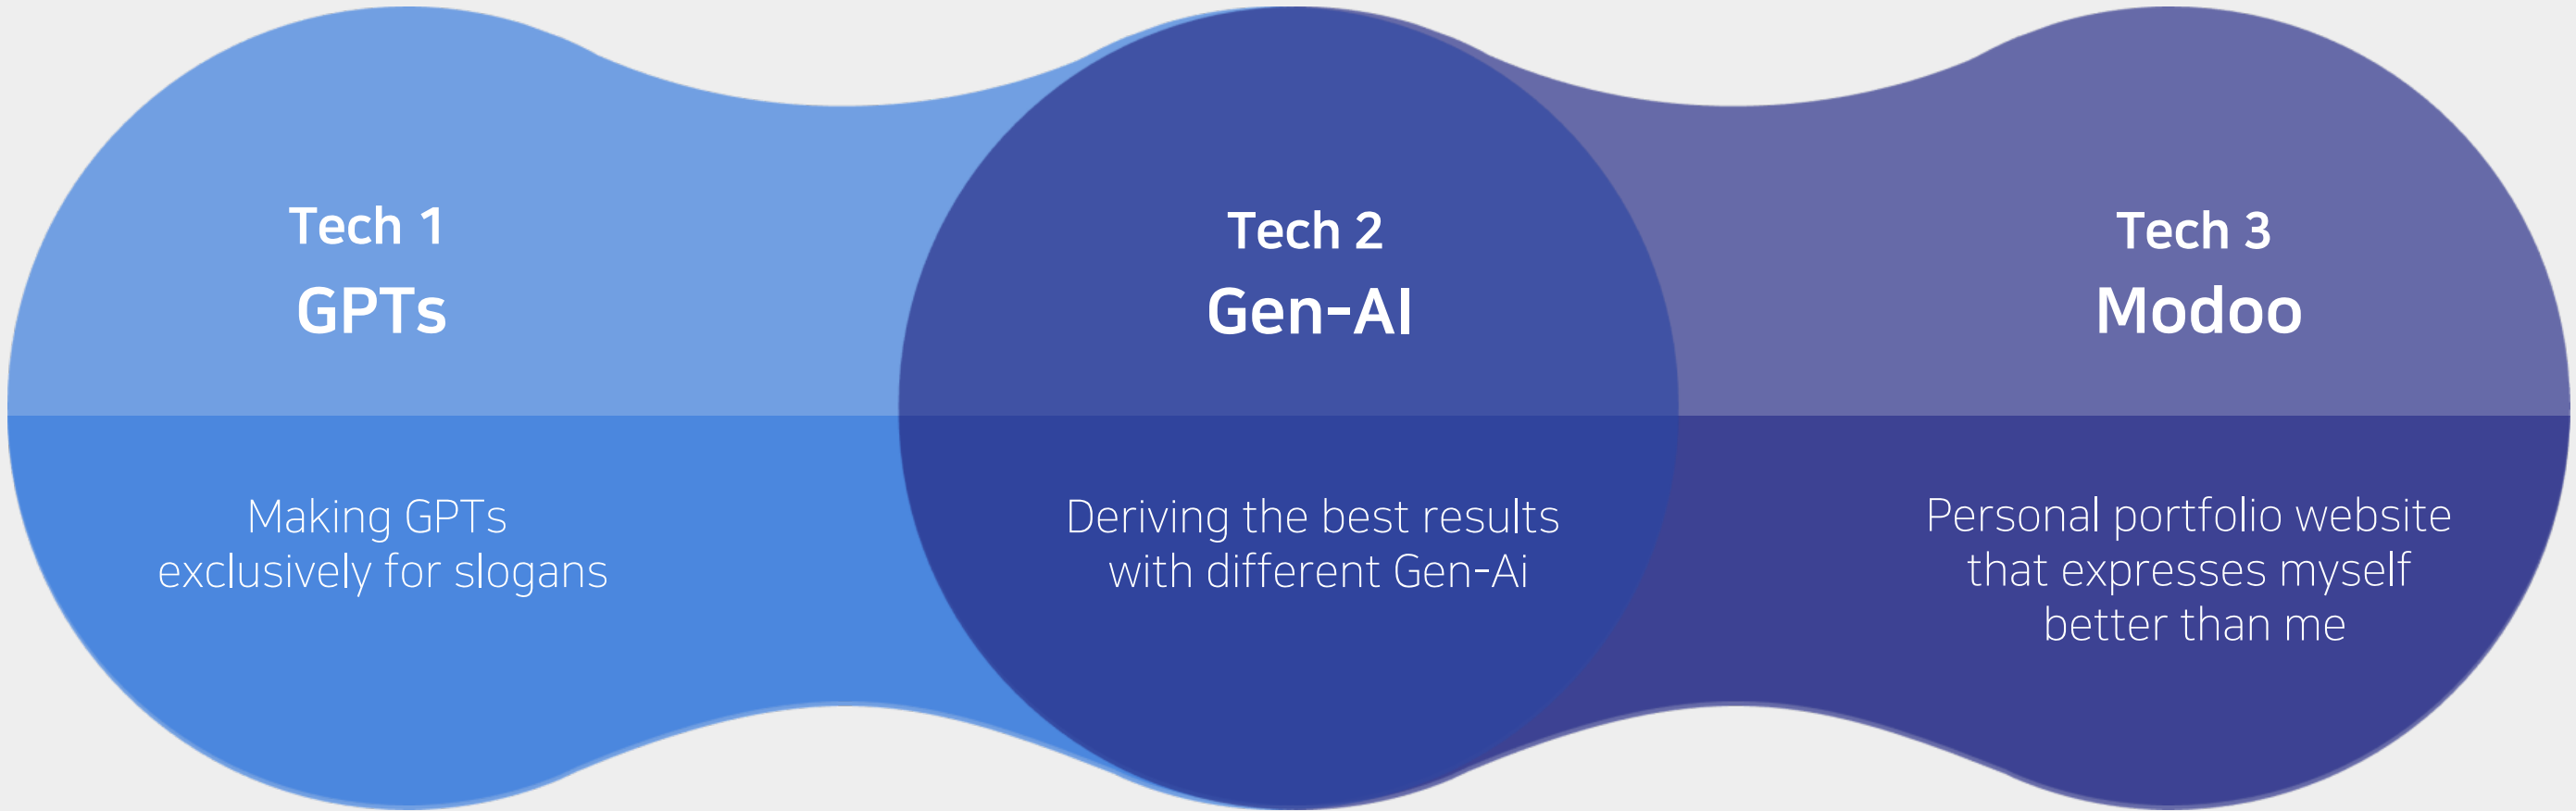 Tech 1
GPTs
Making GPTs
exclusively for slogans
Tech 2
Gen-AI
Deriving the best results
with different Gen-Ai
Tech 3
Modoo
Personal portfolio website
that expresses myself
better than me